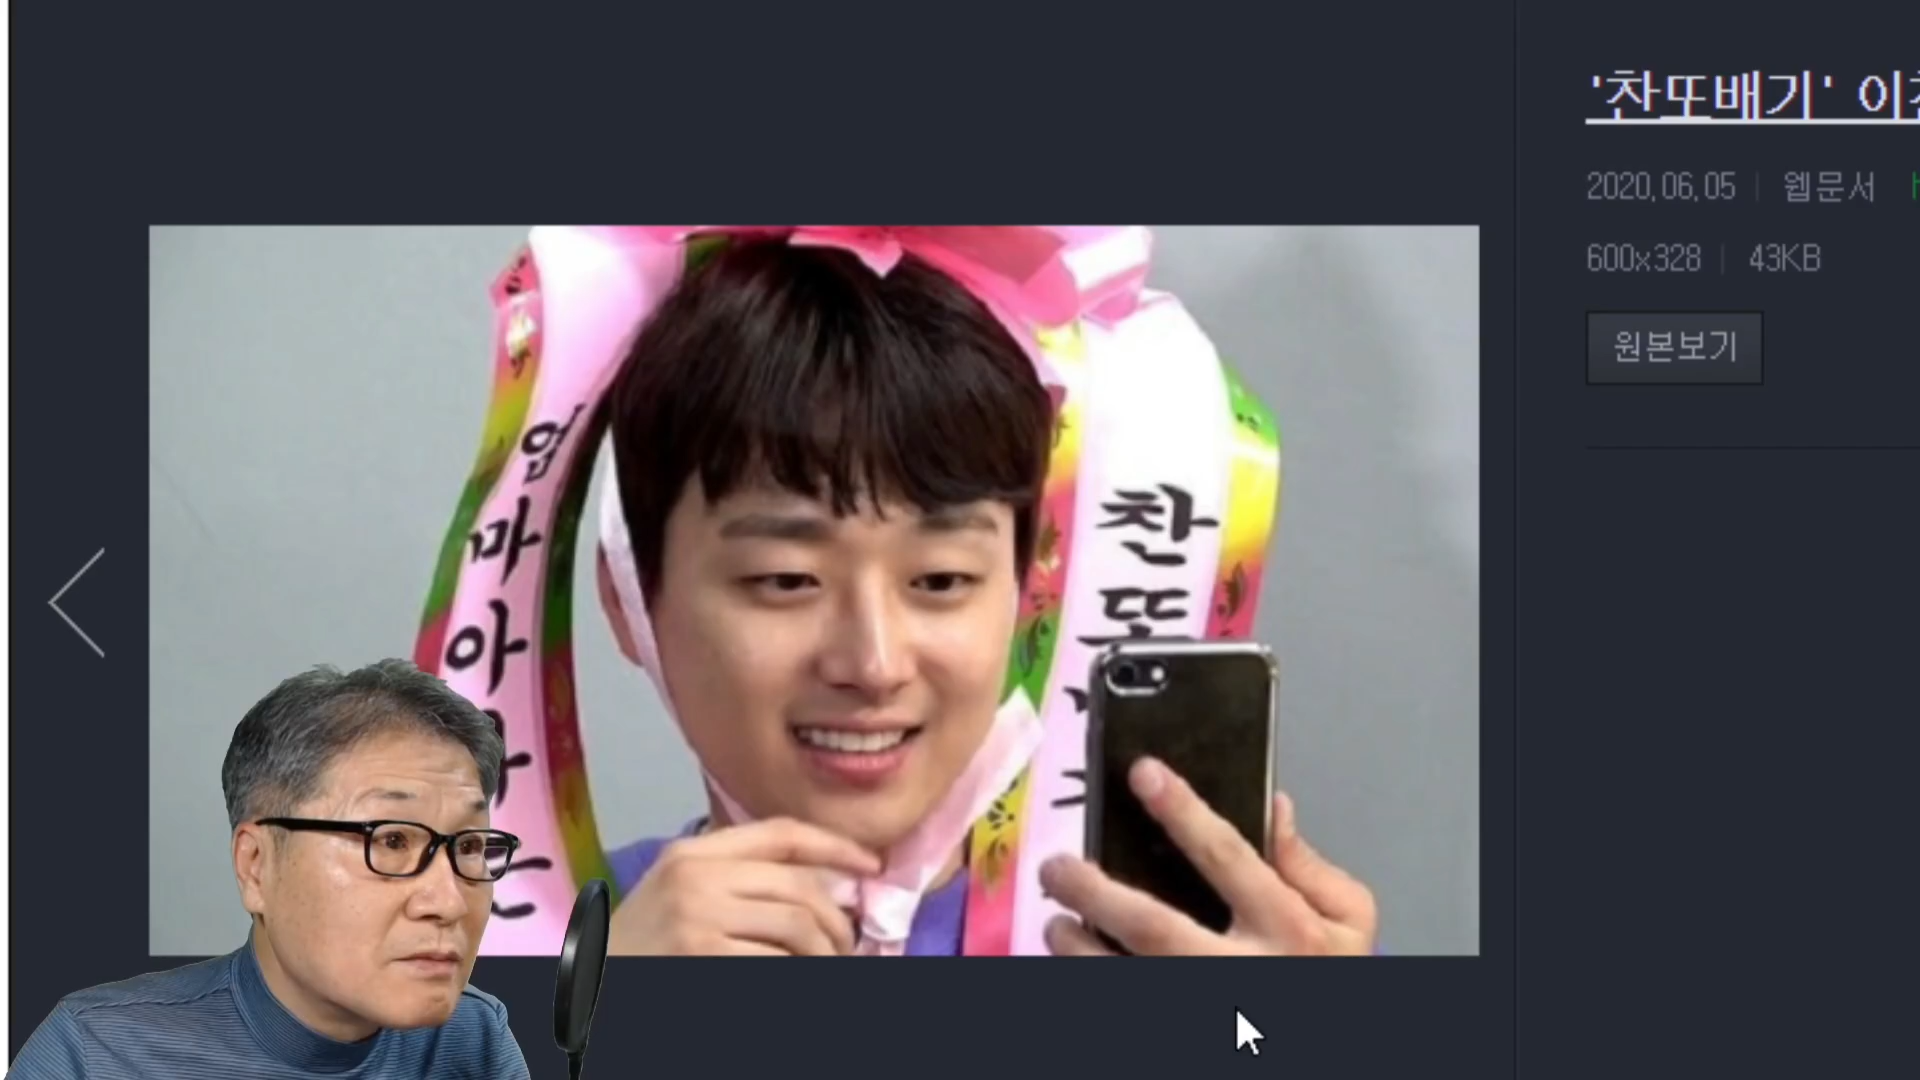 '찬또배기' 이
2020.06.05 웹문서
600x328 43KB
원본보기
엄마아
찬또